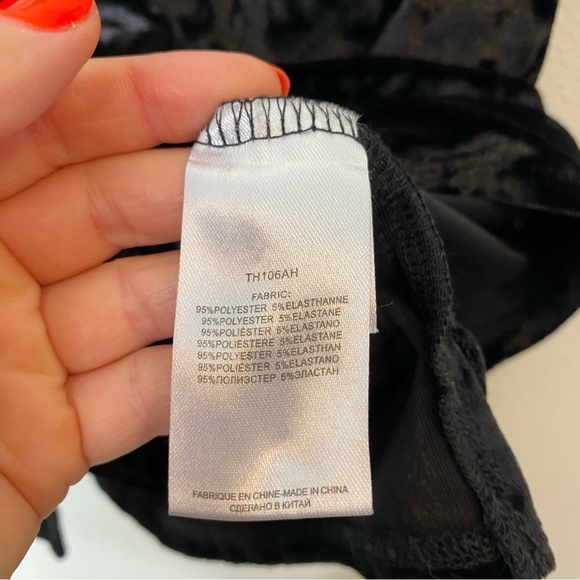 TH106AH
FABRIC:
95%POLYESTER 5%ELASTHANNE
95%POLYESTER 5%ELASTANE
95%POLIÉSTER 5%ELASTANO
95%POLIESTERE 5%ELASTANE
95%POLYESTER 5%ELASTHAN
95%POLIÉSTER 5%ELASTANO
95%ПОЛИЭСТЕР 5%ЭЛАСТАН
FABRIQUE EN CHINE-MADE IN CHINA
СДЕЛАНО В КИТАЙ